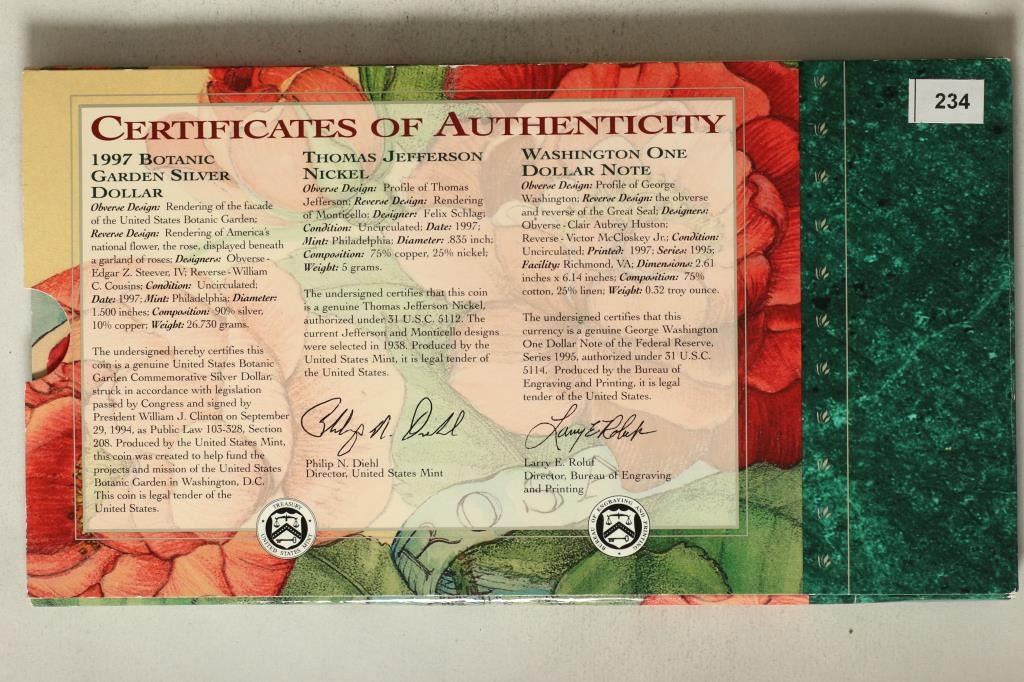 234
CERTIFICATES OF AUTHENTICITY
1997 BOTANIC
GARDEN SILVER
DOLLAR
Obverse Design: Rendering of the facade
of the United States Botanic Garden;
Reverse Design: Rendering of America's
national flower, the rose, displayed beneath
a garland of roses; Designers: Obverse -
Edgar Z. Steever, IV; Reverse - William
C. Cousins; Condition: Uncirculated;
Date: 1997; Mint: Philadelphia; Diameter:
1.500 inches; Composition: 90% silver,
10% copper; Weight: 26.730 grams.
The undersigned hereby certifies this
coin is a genuine United States Botanic
Garden Commemorative Silver Dollar,
struck in accordance with legislation
passed by Congress and signed by
President William J. Clinton on September
29, 1994, as Public Law 103-328, Section
208. Produced by the United States Mint,
this coin was created to help fund the
projects and mission of the United States
Botanic Garden in Washington, D.C.
This coin is legal tender of the
United States.
THOMAS JEFFERSON
NICKEL
Obverse Design: Profile of Thomas
Jefferson; Reverse Design: Rendering
of Monticello; Designer: Felix Schlag;
Condition: Uncirculated; Date: 1997;
Mint: Philadelphia; Diameter: .835 inch;
Composition: 75% copper, 25% nickel;
Weight: 5 grams.
The undersigned certifies that this coin
is a genuine Thomas Jefferson Nickel,
authorized under 31 U.S.C. 5112. The
current Jefferson and Monticello designs
were selected in 1938. Produced by the
United States Mint, it is legal tender of
the United States.
Philip N. Diehl
Philip N. Diehl
Director, United States Mint
WASHINGTON ONE
DOLLAR NOTE
Obverse Design: Profile of George
Washington; Reverse Design: the obverse
and reverse of the Great Seal; Designers:
Obverse - Clair Aubrey Huston;
Reverse - Victor McCloskey Jr.; Condition:
Uncirculated; Printed: 1997; Series: 1995;
Facility: Richmond, VA; Dimensions: 2.61
inches x 6.14 inches; Composition: 75%
cotton, 25% linen; Weight: 0.32 troy ounce.
The undersigned certifies that this
currency is a genuine George Washington
One Dollar Note of the Federal Reserve,
Series 1995, authorized under 31 U.S.C.
5114. Produced by the Bureau of
Engraving and Printing, it is legal
tender of the United States.
Larry E Rolufs
Larry E. Roluf
Director, Bureau of Engraving
and Printing
TREASURY
UNITED STATES MINT
BUREAU OF ENGRAVING AND PRINTING